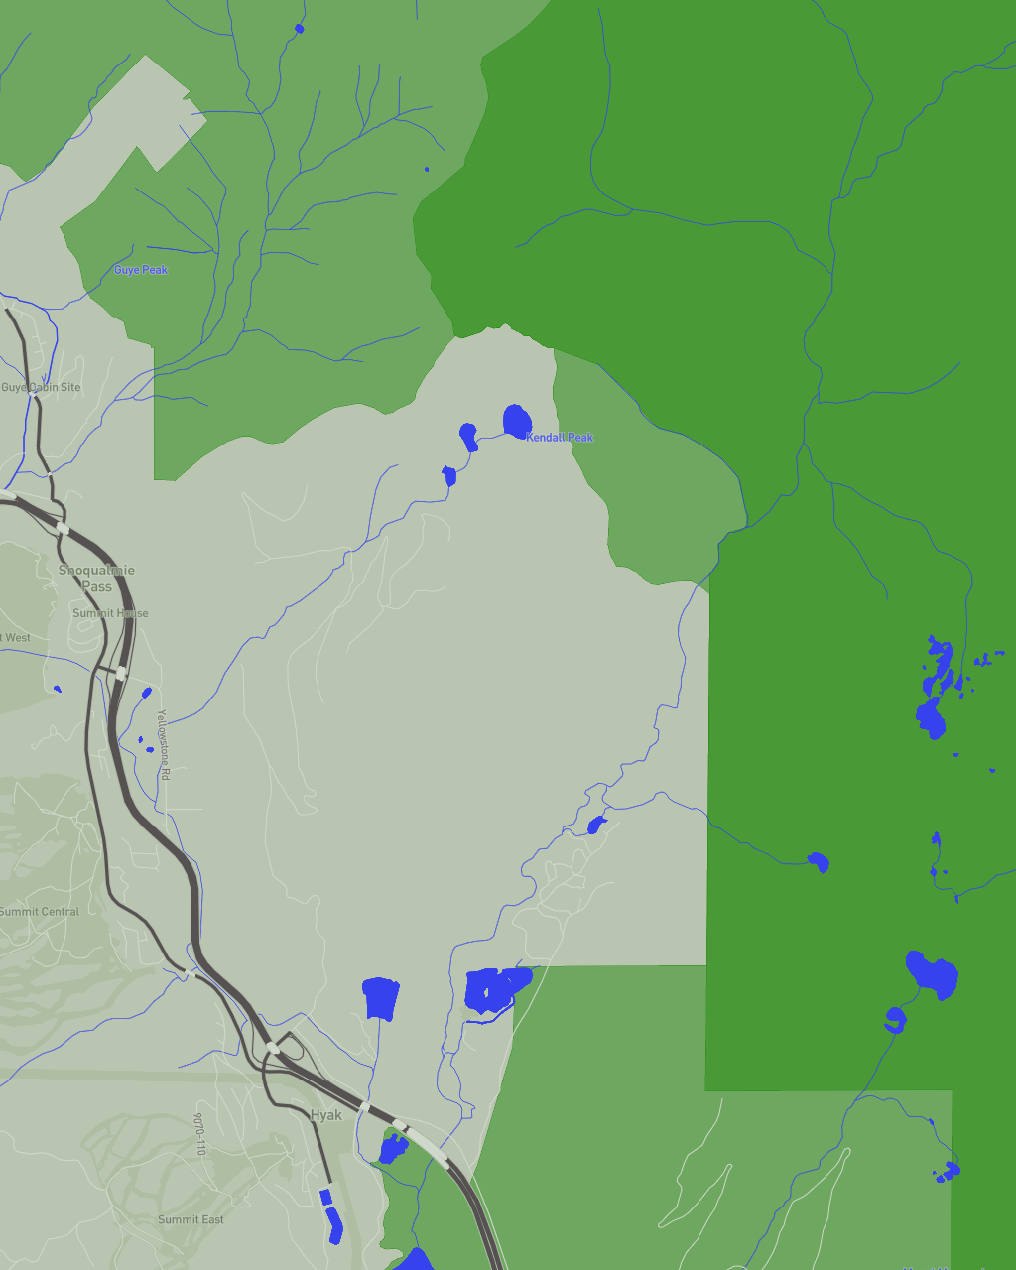 Guye Peak
Guye Cabin Site
Kendall Peak
Snoqualmie
Pass
Summit House
t West
Yellowstone Rd
Summit Central
Hyak
9070-110
Summit East